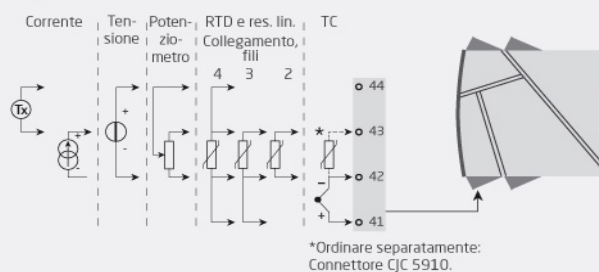 Corrente
Ten-
sione
Poten-
zio-
metro
RTD e res. lin.
Collegamento,
fili
4 3 2
TC
Tx
+
-
+
-
*
−
+
44
43
42
41
*Ordinare separatamente:
Connettore CJC 5910.